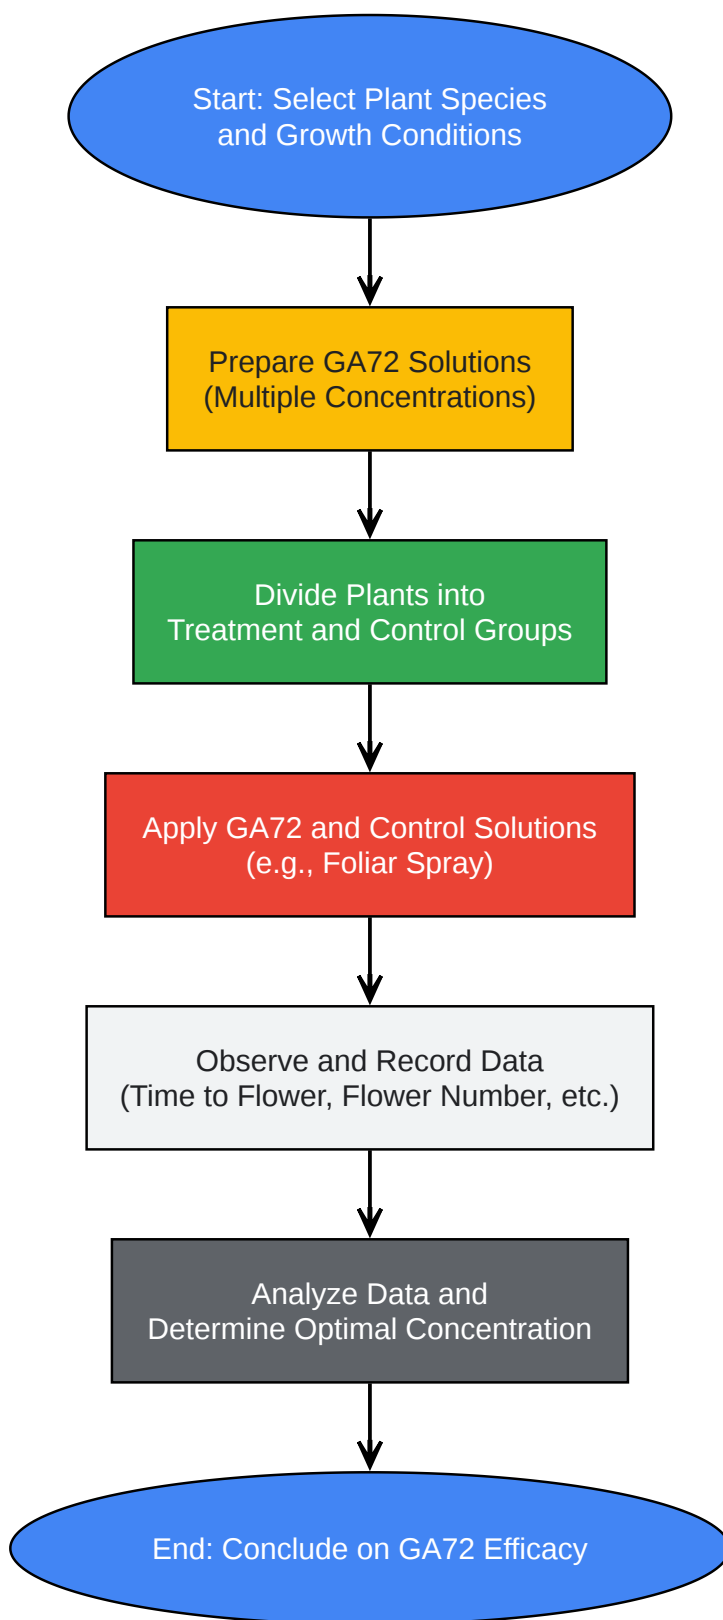 Start: Select Plant Species
and Growth Conditions
Prepare GA72 Solutions
(Multiple Concentrations)
Divide Plants into
Treatment and Control Groups
Apply GA72 and Control Solutions
(e.g., Foliar Spray)
Observe and Record Data
(Time to Flower, Flower Number, etc.)
Analyze Data and
Determine Optimal Concentration
End: Conclude on GA72 Efficacy